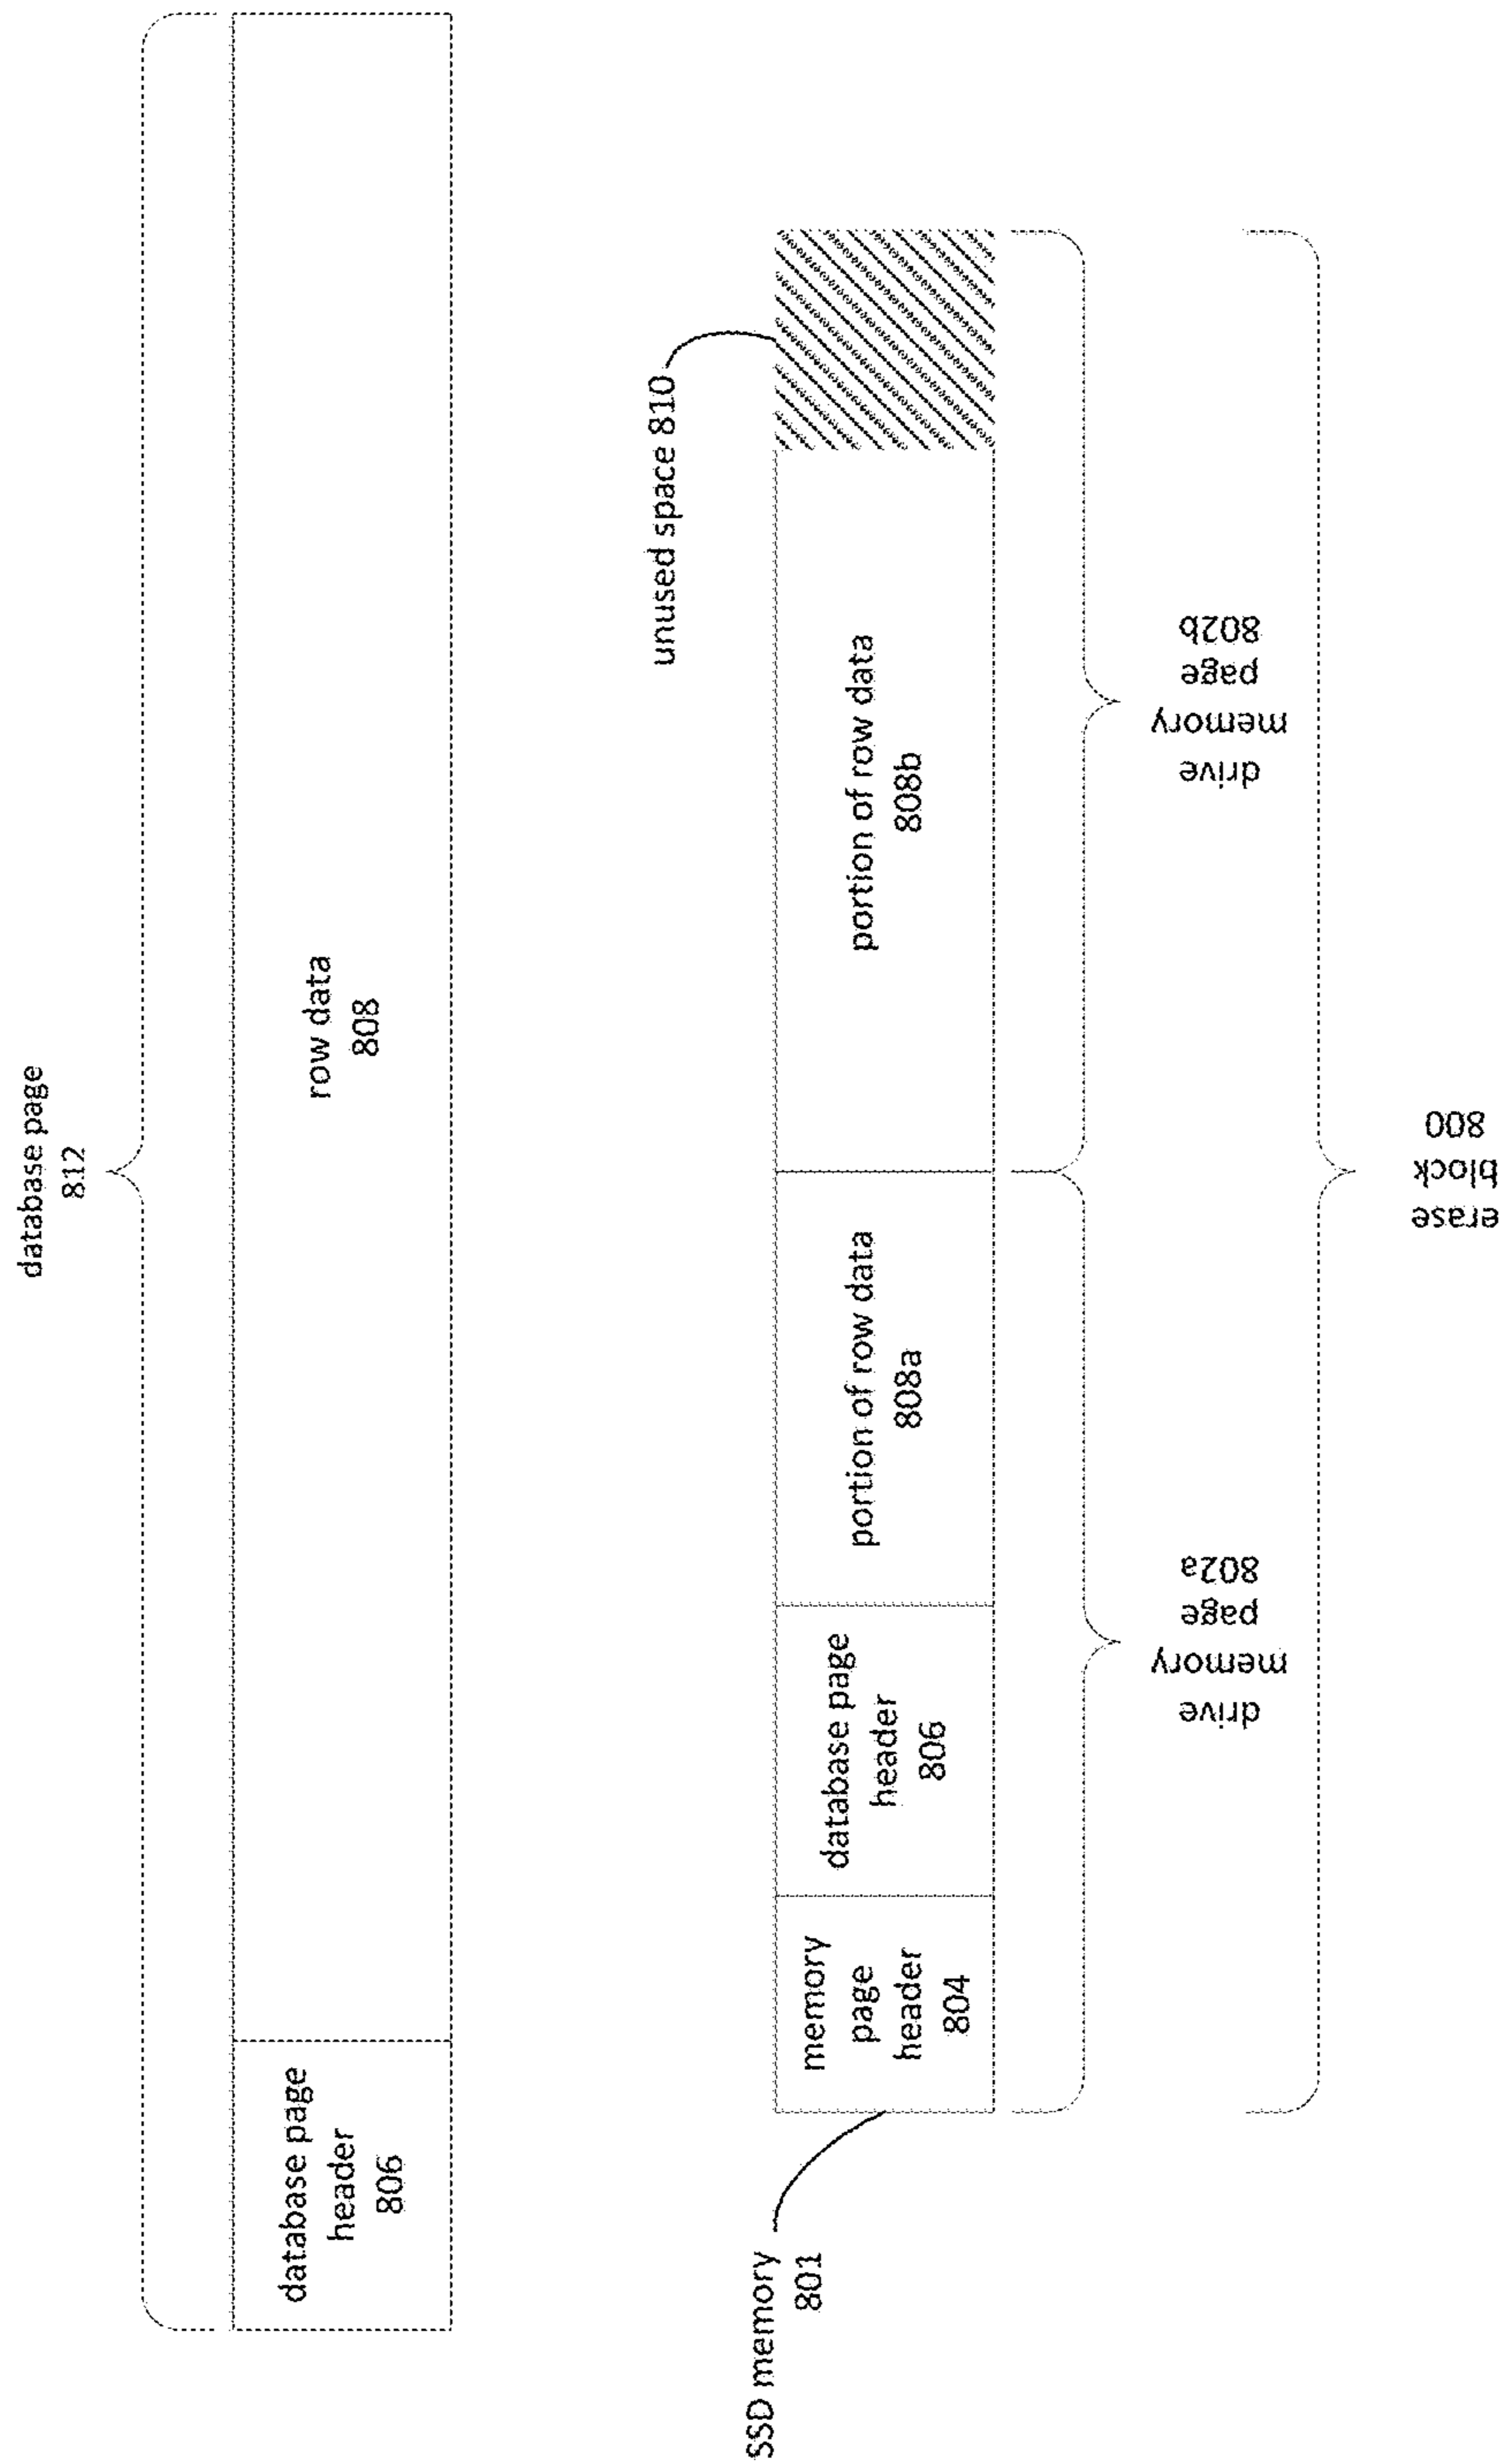 database page
812
database page
header
806
row data
808
unused space 810
SSD memory
801
memory
page
header
804
database page
header
806
portion of row data
808a
portion of row data
808b
drive
memory
page
802a
drive
memory
page
802b
erase
block
800